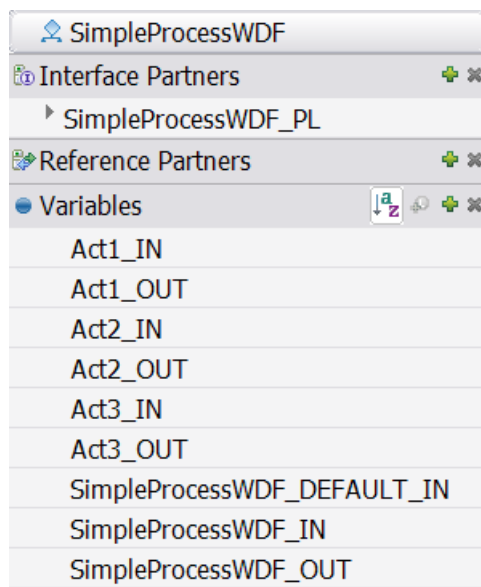 SimpleProcessWDF
Interface Partners
SimpleProcessWDF_PL
Reference Partners
Variables
Act1_IN
Act1_OUT
Act2_IN
Act2_OUT
Act3_IN
Act3_OUT
SimpleProcessWDF_DEFAULT_IN
SimpleProcessWDF_IN
SimpleProcessWDF_OUT